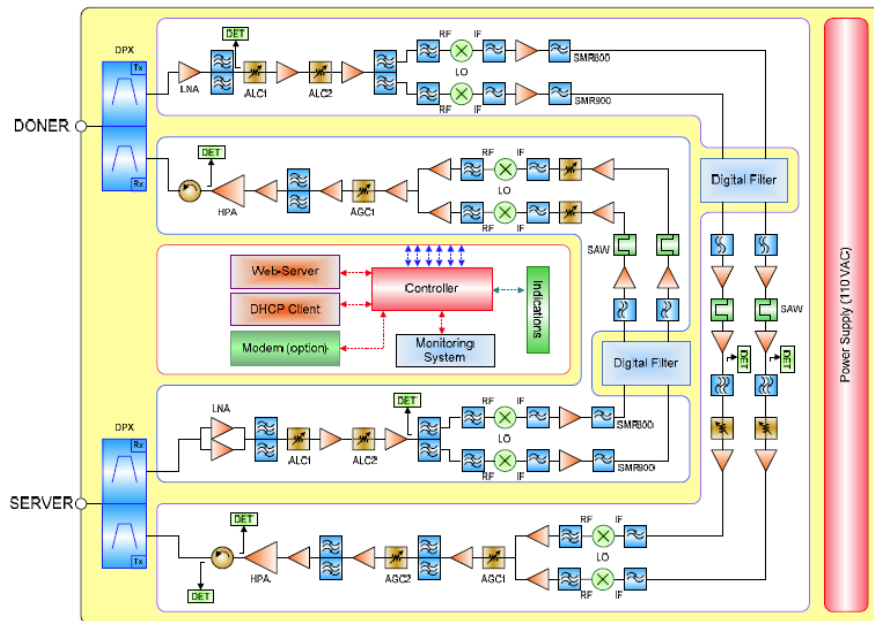 DET
DPX
Tx
LNA
ALC1
ALC2
RF
IF
LO
SMR800
RF
IF
SMR900
DONER
Rx
DET
HPA
AGC1
RF
IF
LO
RF
IF
Digital Filter
SAW
Web-Server
DHCP Client
Modem (option)
Controller
Monitoring
System
Indications
Digital Filter
SAW
DET
DET
Power Supply (110 VAC)
DPX
Rx
LNA
ALC1
ALC2
DET
RF
IF
LO
SMR800
RF
IF
SMR900
SERVER
Tx
DET
DET
HPA
AGC2
AGC1
RF
IF
LO
RF
IF